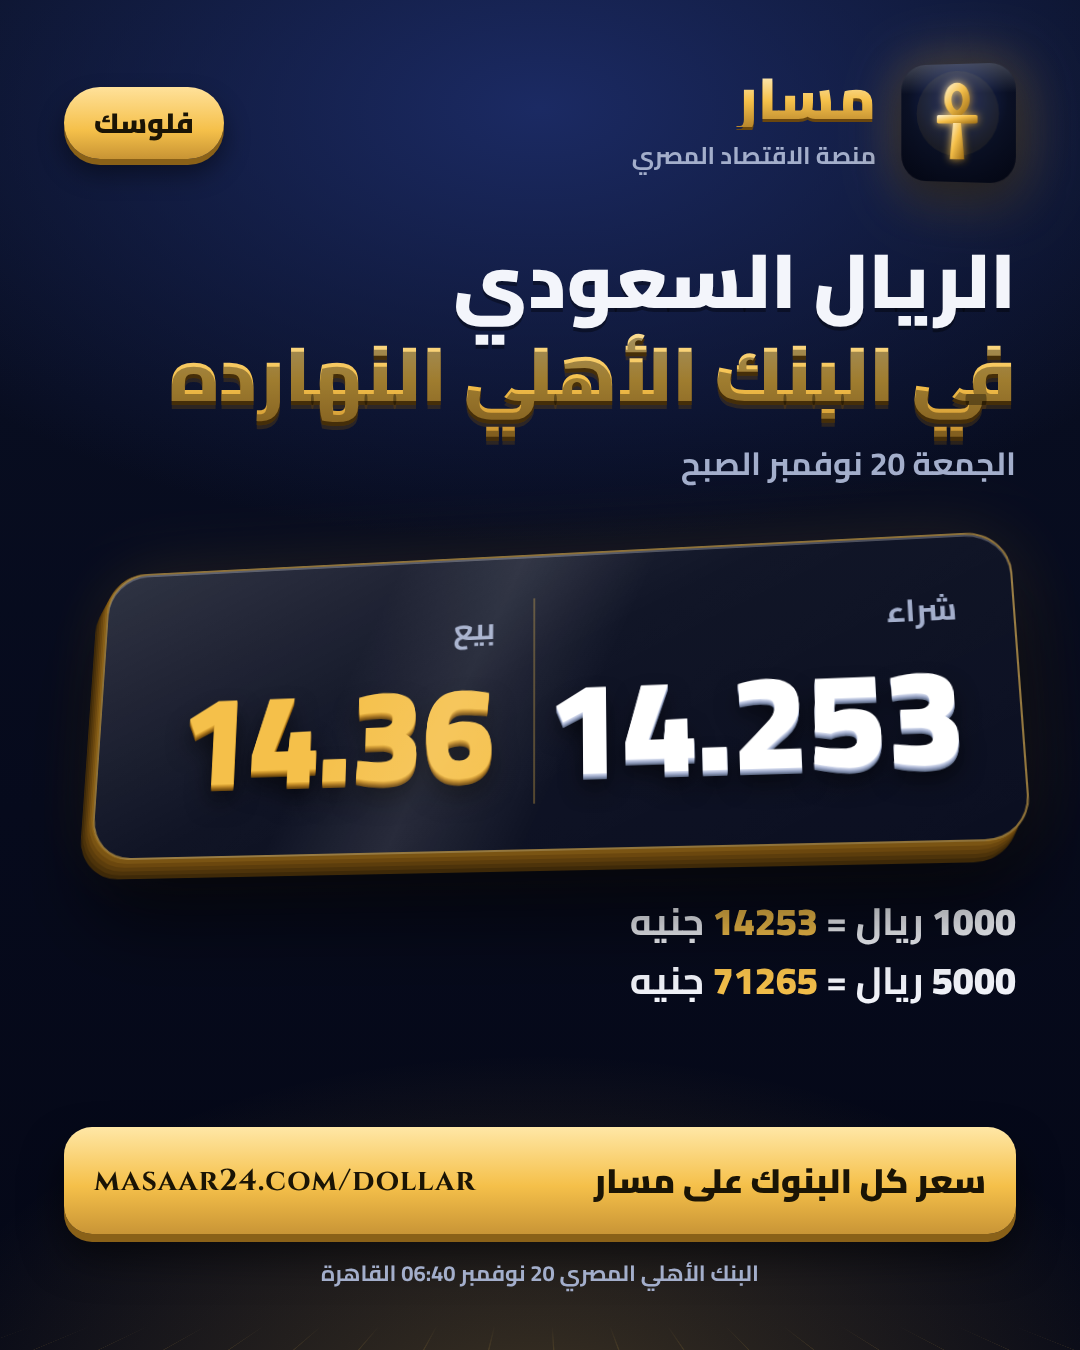 مسار
منصة الاقتصاد المصري
فلوسك
الريال السعودي
في البنك الأهلي النهارده
الجمعة 20 نوفمبر الصبح
شراء
14.253
بيع
14.36
1000 ريال = 14253 جنيه
5000 ريال = 71265 جنيه
سعر كل البنوك على مسار
MASAAR24.COM/DOLLAR
البنك الأهلي المصري 20 نوفمبر 06:40 القاهرة